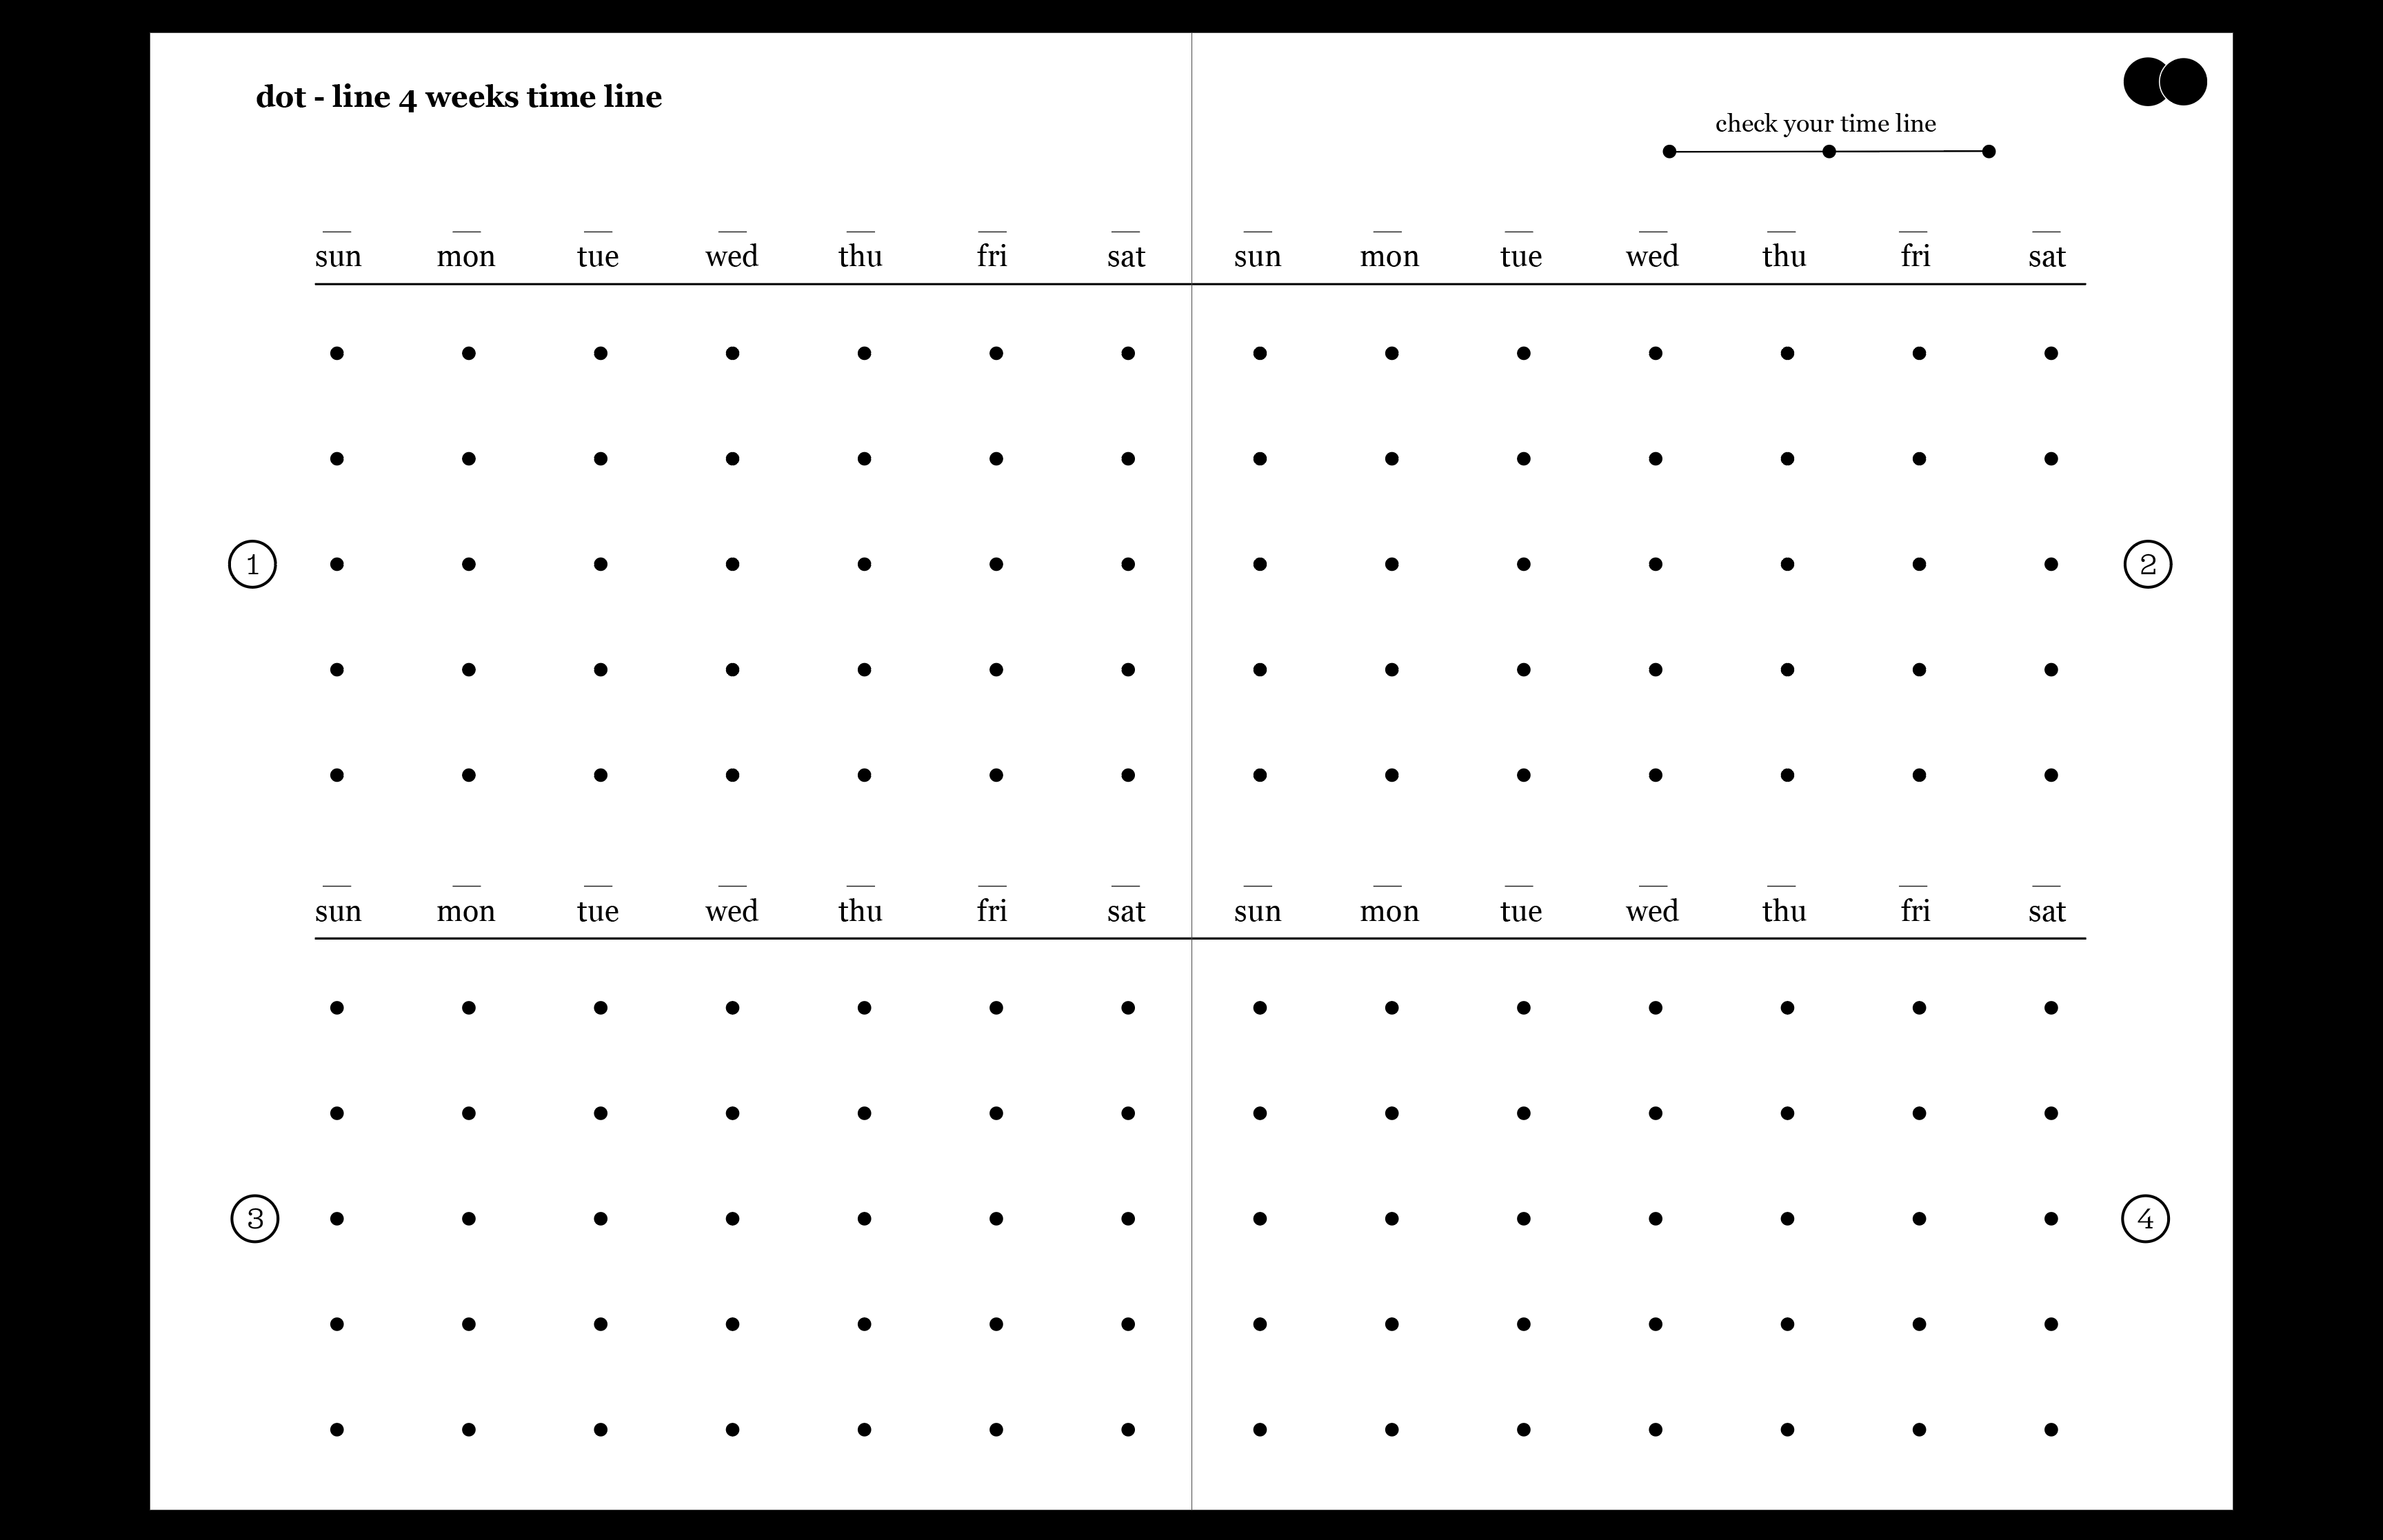 dot - line 4 weeks time line
check your time line
sun mon tue wed thu fri sat sun mon tue wed thu fri sat
1
2
sun mon tue wed thu fri sat sun mon tue wed thu fri sat
3
4